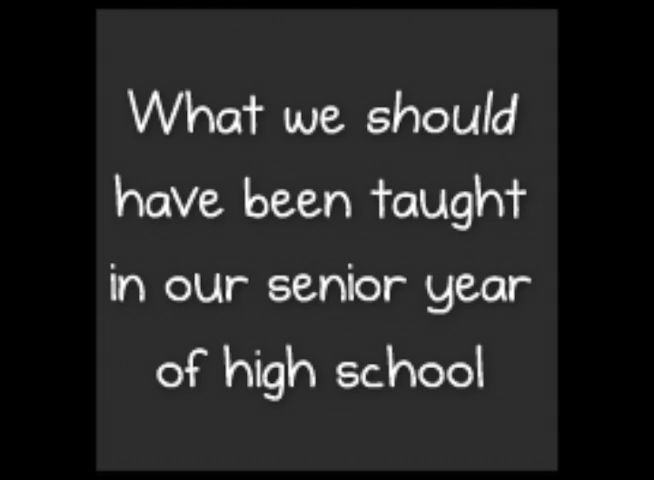 What we should
have been taught
in our senior year
of high school